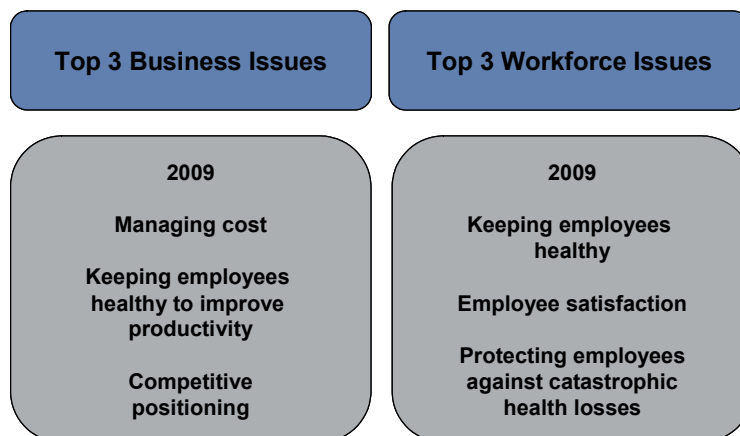 Top 3 Business Issues
Top 3 Workforce Issues
2009
Managing cost
Keeping employees
healthy to improve
productivity
Competitive
positioning
2009
Keeping employees
healthy
Employee satisfaction
Protecting employees
against catastrophic
health losses